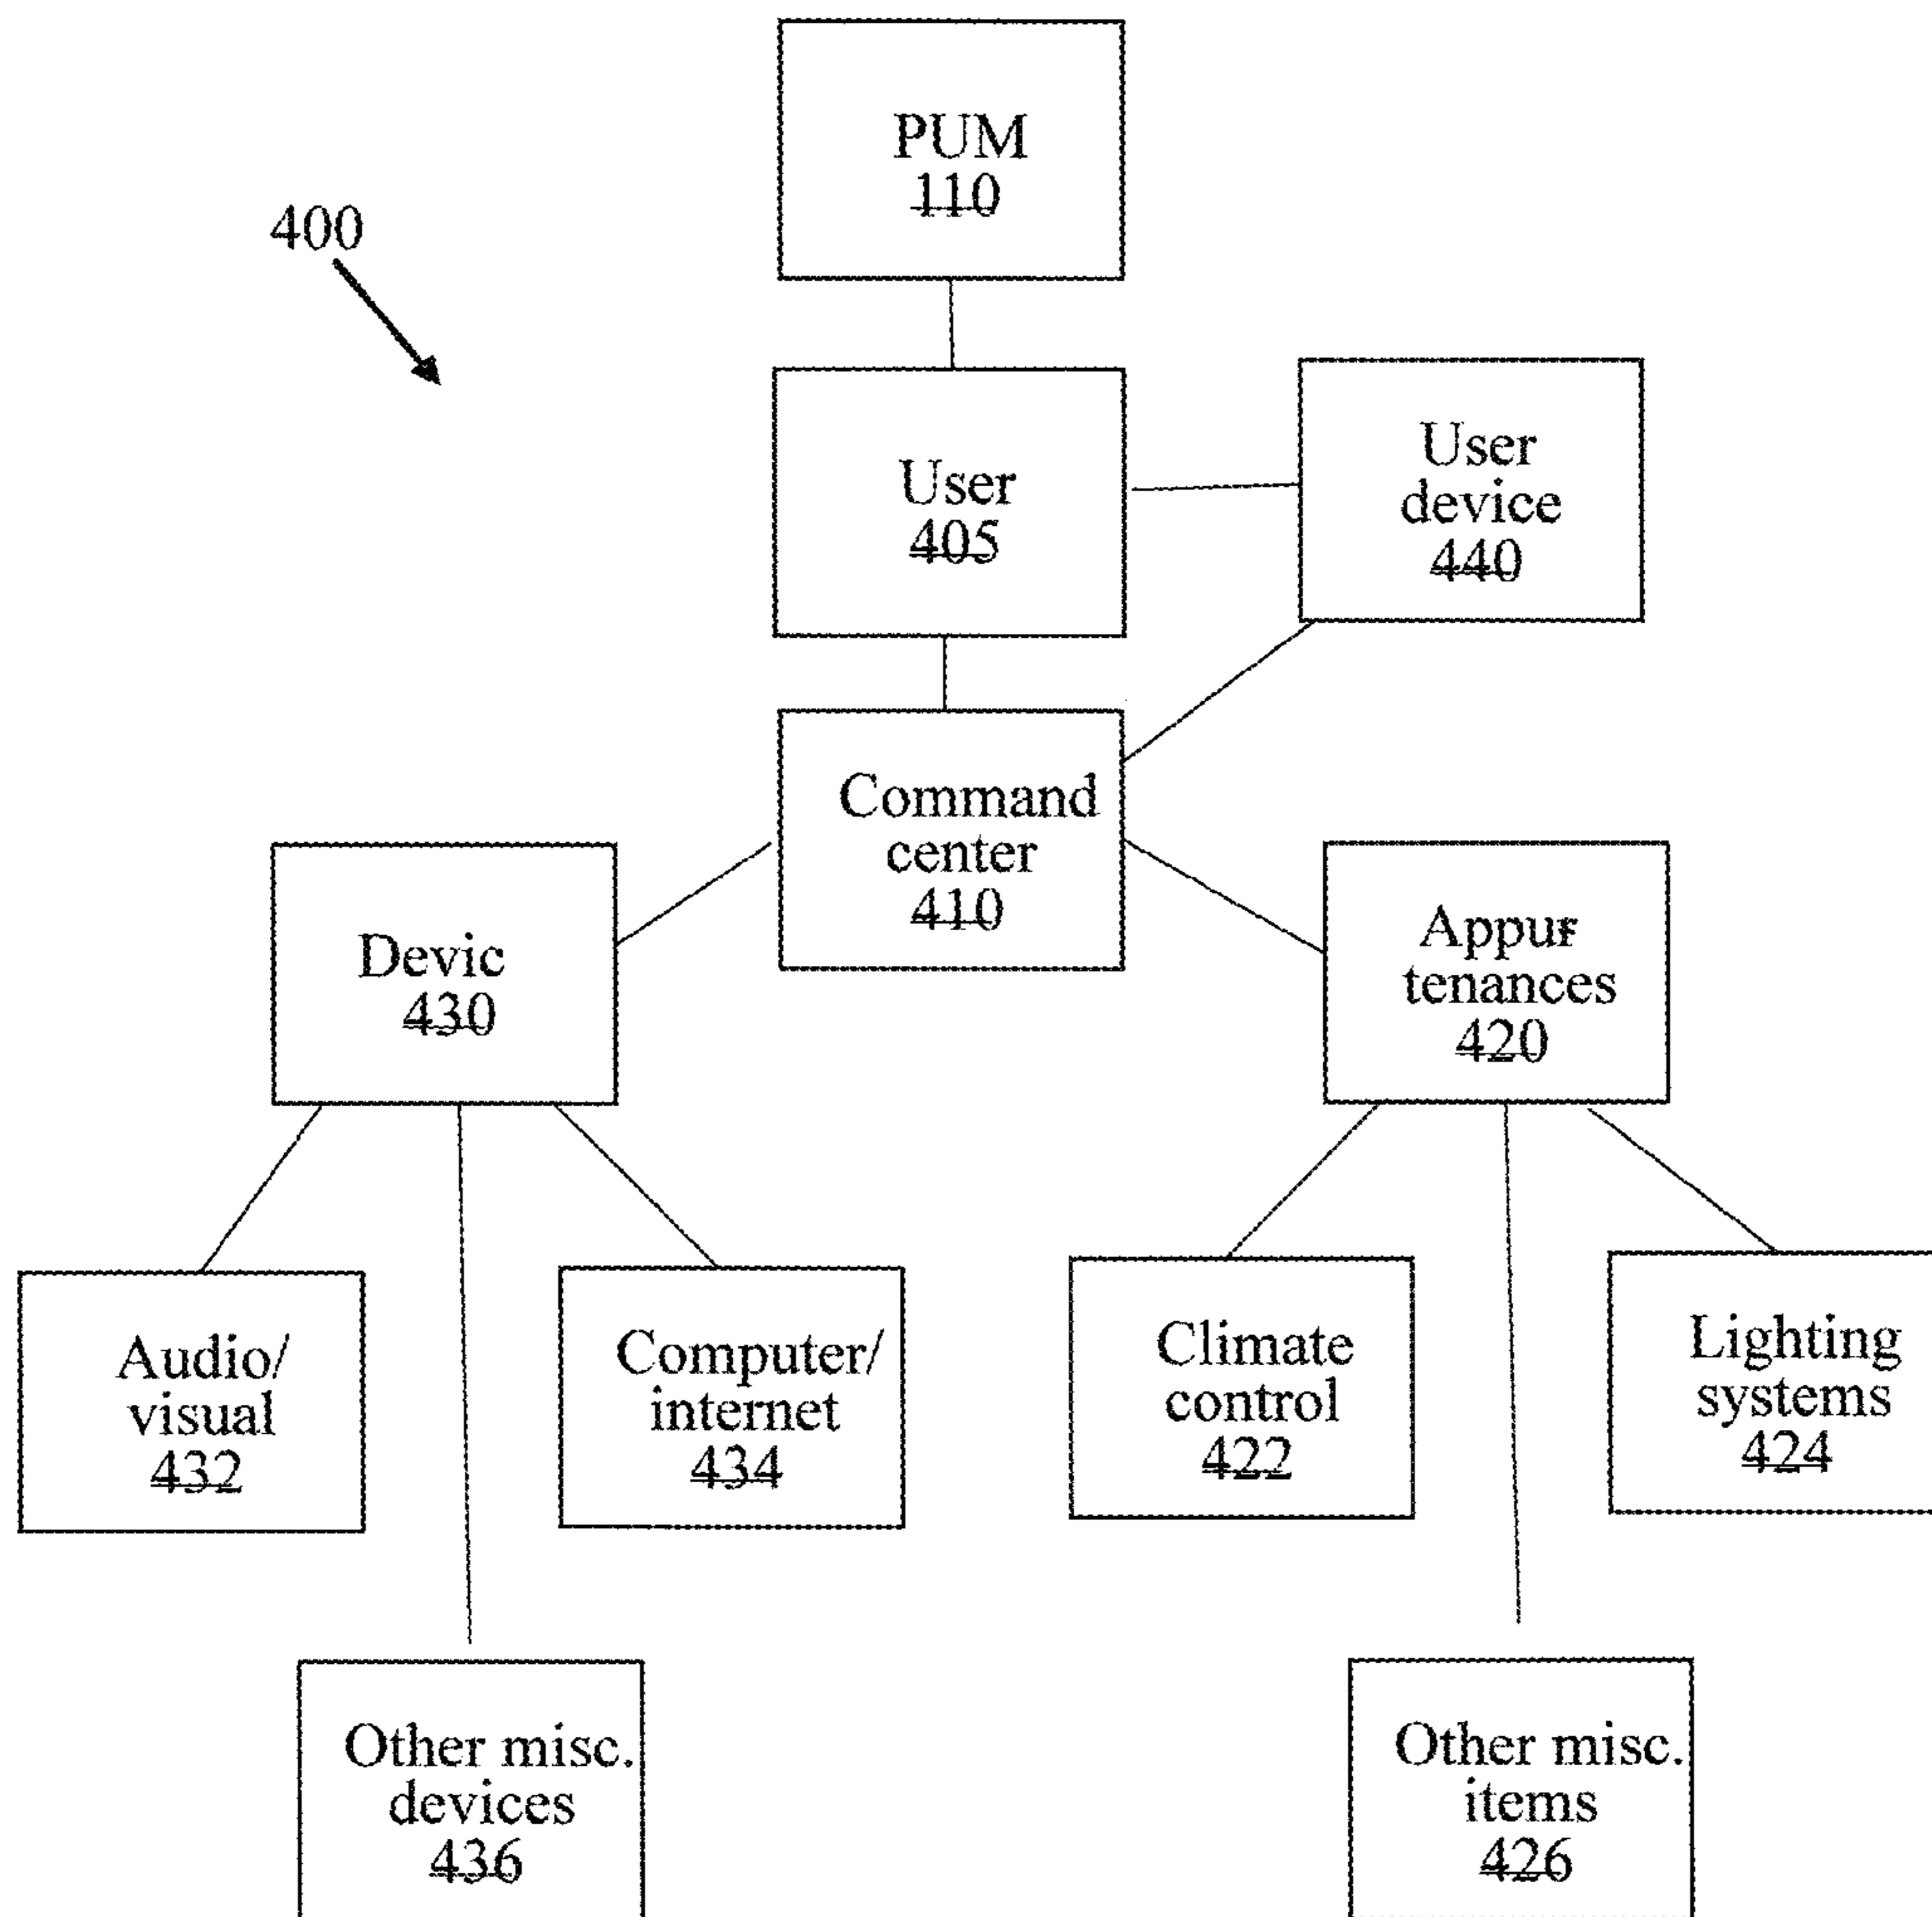 PUM
110
400
User
405
User
device
440
Command
center
410
Devic
430
Appur
tenances
420
Audio/
visual
432
Computer/
internet
434
Climate
control
422
Lighting
systems
424
Other misc.
devices
436
Other misc.
items
426